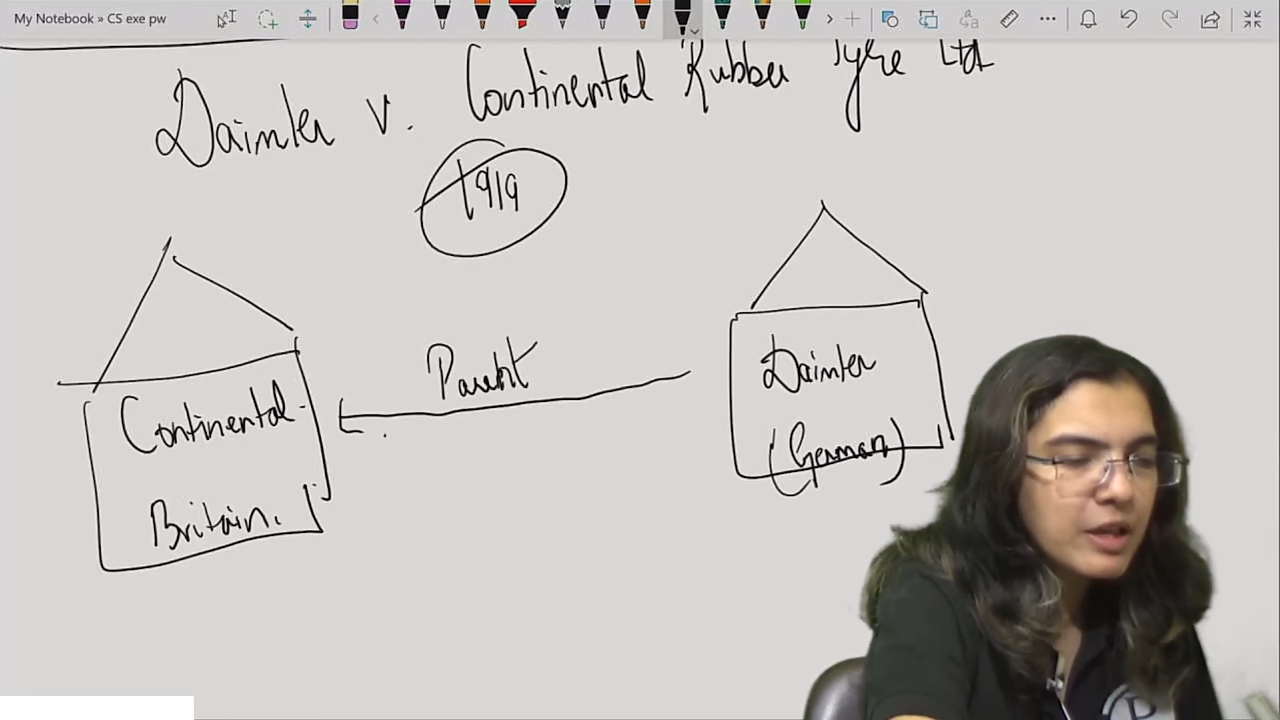 My Notebook » CS exe pw
Daimler v. Continental Rubber Tyre Ltd
1919
Parent
Continental
Britain.
Daimler
(German)